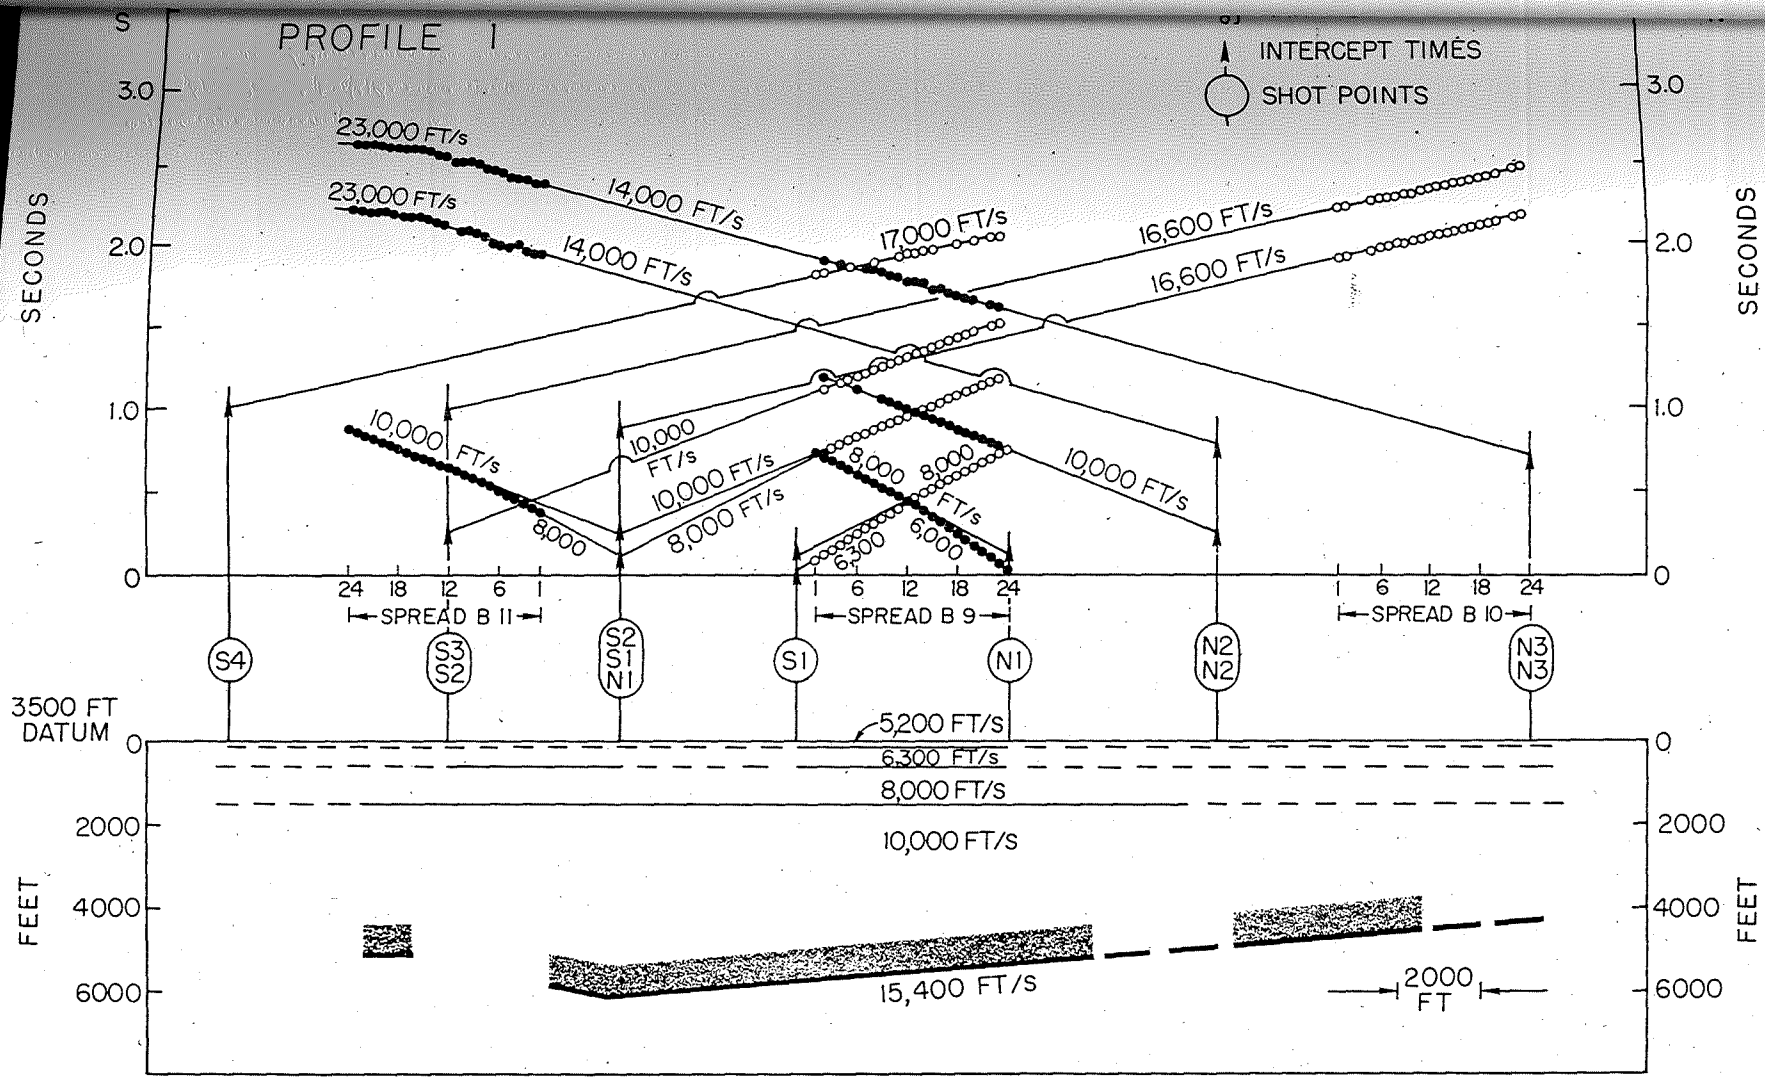 S
PROFILE 1
INTERCEPT TIMES
SHOT POINTS
3.0
3.0
23,000 FT/s
23,000 FT/s
14,000 FT/s
14,000 FT/s
17,000 FT/s
16,600 FT/s
16,600 FT/s
SECONDS
SECONDS
2.0
2.0
1.0
1.0
10,000 FT/s
10,000
FT/s
10,000 FT/s
8,000 FT/s
8,000
8,000
8,000
FT/s
10,000 FT/s
6,300
6,000
0
0
24 18 12 6 1
1 6 12 18 24
1 6 12 18 24
SPREAD B 11
SPREAD B 9
SPREAD B 10
S4
S3
S2
S2
S1
N1
S1
N1
N2
N2
N3
N3
3500 FT
DATUM
0
0
5,200 FT/S
6,300 FT/s
8,000 FT/S
10,000 FT/S
2000
2000
4000
4000
6000
6000
FEET
FEET
15,400 FT/S
2000
FT